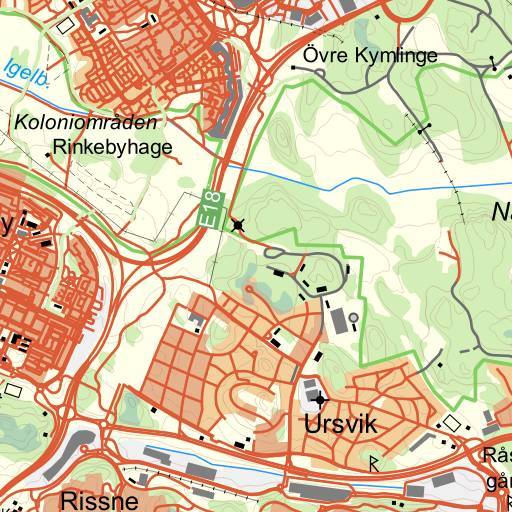 Övre Kymlinge
Igelb.
Koloniområden
Rinkebyhage
E18
Ursvik
Rissne